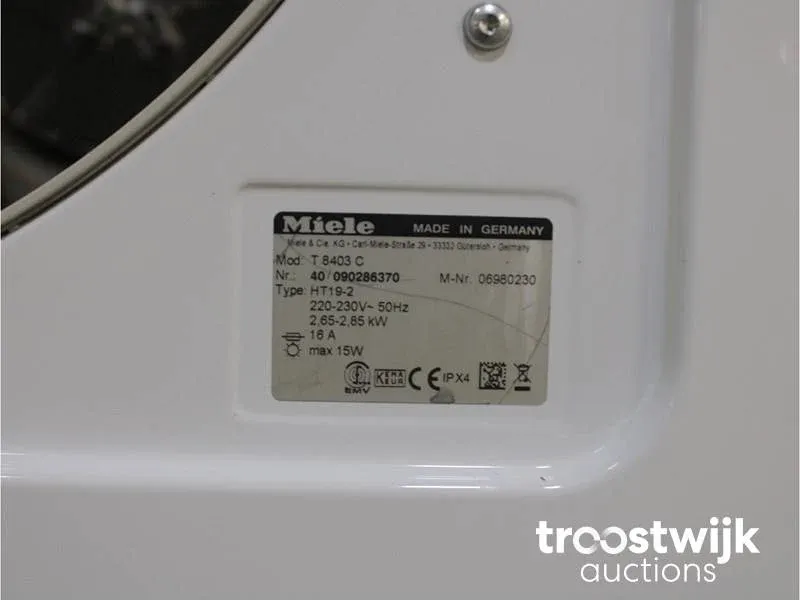 Miele MADE IN GERMANY
Miele & Cie. KG • Carl-Miele-Straße 29 • 33332 Gütersloh • Germany
Mod: T 8403 C
Nr.: 40/090286370 M-Nr. 06980230
Type: HT19-2
220-230V~ 50Hz
2,65-2,85 kW
16 A
max 15W
EMV KEMA KEUR CE IPX4
troostwijk
auctions